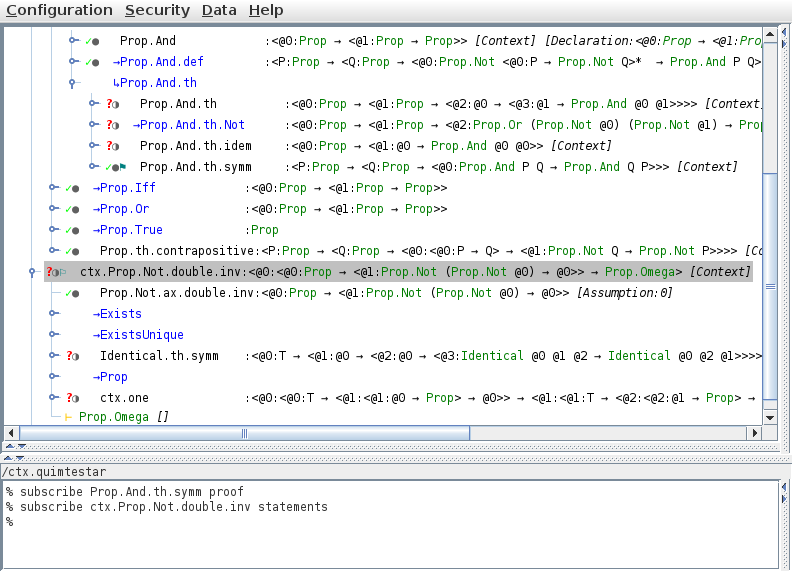 Configuration Security Data Help
✓● Prop.And :<@0:Prop → <@1:Prop → Prop>> [Context] [Declaration:<@0:Prop → <@1:Prop
✓● →Prop.And.def :<P:Prop → <Q:Prop → <@0:Prop.Not <@0:P → Prop.Not Q>* → Prop.And P Q>
↳Prop.And.th
?◑ Prop.And.th :<@0:Prop → <@1:Prop → <@2:@0 → <@3:@1 → Prop.And @0 @1>>>> [Context]
?◑ →Prop.And.th.Not :<@0:Prop → <@1:Prop → <@2:Prop.Or (Prop.Not @0) (Prop.Not @1) → Prop
?◑ Prop.And.th.idem :<@0:Prop → <@1:@0 → Prop.And @0 @0>> [Context]
✓● Prop.And.th.symm :<P:Prop → <Q:Prop → <@0:Prop.And P Q → Prop.And Q P>>> [Context]
✓● →Prop.Iff :<@0:Prop → <@1:Prop → Prop>>
✓● →Prop.Or :<@0:Prop → <@1:Prop → Prop>>
✓● →Prop.True :Prop
✓● Prop.th.contrapositive:<P:Prop → <Q:Prop → <@0:<@0:P → Q> → <@1:Prop.Not Q → Prop.Not P>>>> [Co
?◑ ctx.Prop.Not.double.inv:<@0:<@0:Prop → <@1:Prop.Not (Prop.Not @0) → @0>> → Prop.Omega> [Context]
✓● Prop.Not.ax.double.inv:<@0:Prop → <@1:Prop.Not (Prop.Not @0) → @0>> [Assumption:0]
→Exists
→ExistsUnique
?◑ Identical.th.symm :<@0:T → <@1:@0 → <@2:@0 → <@3:Identical @0 @1 @2 → Identical @0 @2 @1>>>>
→Prop
?◑ ctx.one :<@0:<@0:T → <@1:<@1:@0 → Prop> → @0>> → <@1:<@1:T → <@2:<@2:@1 → Prop> →
⊢ Prop.Omega []
/ctx.quimtestar
% subscribe Prop.And.th.symm proof
% subscribe ctx.Prop.Not.double.inv statements
%